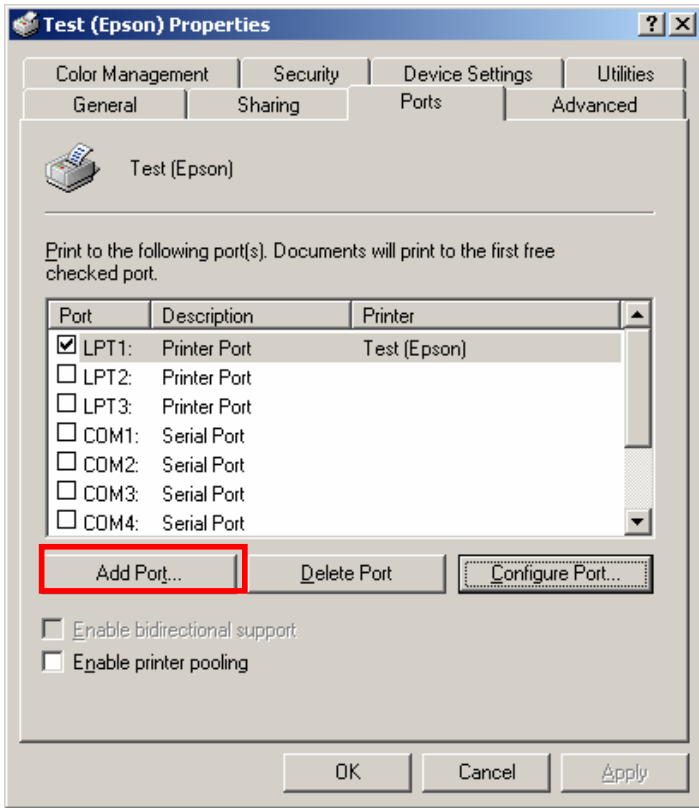 Test (Epson) Properties
Color Management Security Device Settings Utilities
General Sharing Ports Advanced
Test (Epson)
Print to the following port(s). Documents will print to the first free
checked port.
Port Description Printer
LPT1: Printer Port Test (Epson)
LPT2: Printer Port
LPT3: Printer Port
COM1: Serial Port
COM2: Serial Port
COM3: Serial Port
COM4: Serial Port
Add Port... Delete Port Configure Port...
Enable bidirectional support
Enable printer pooling
OK Cancel Apply